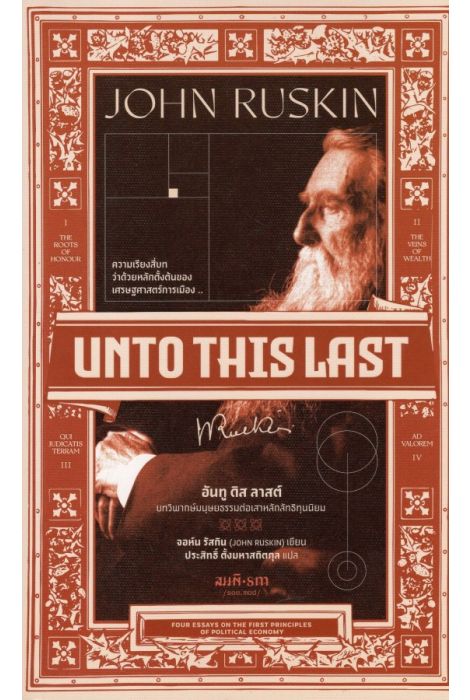 JOHN RUSKIN
I
THE
ROOTS
OF
HONOUR
II
THE
VEINS
OF
WEALTH
ความเรียงสี่บท
ว่าด้วยหลักตั้งต้นของ
เศรษฐศาสตร์การเมือง ..
UNTO THIS LAST
JRuskin
QUI
JUDICATIS
TERRAM
III
AD
VALOREM
IV
อันทู ดิส ลาสต์
บทวิพากษ์มนุษยธรรมต่อเสาหลักลัทธิทุนนิยม
จอห์น รัสกิน (JOHN RUSKIN) เขียน
ประสิทธิ์ ตั้งมหาสถิตกุล แปล
FOUR ESSAYS ON THE FIRST PRINCIPLES
OF POLITICAL ECONOMY